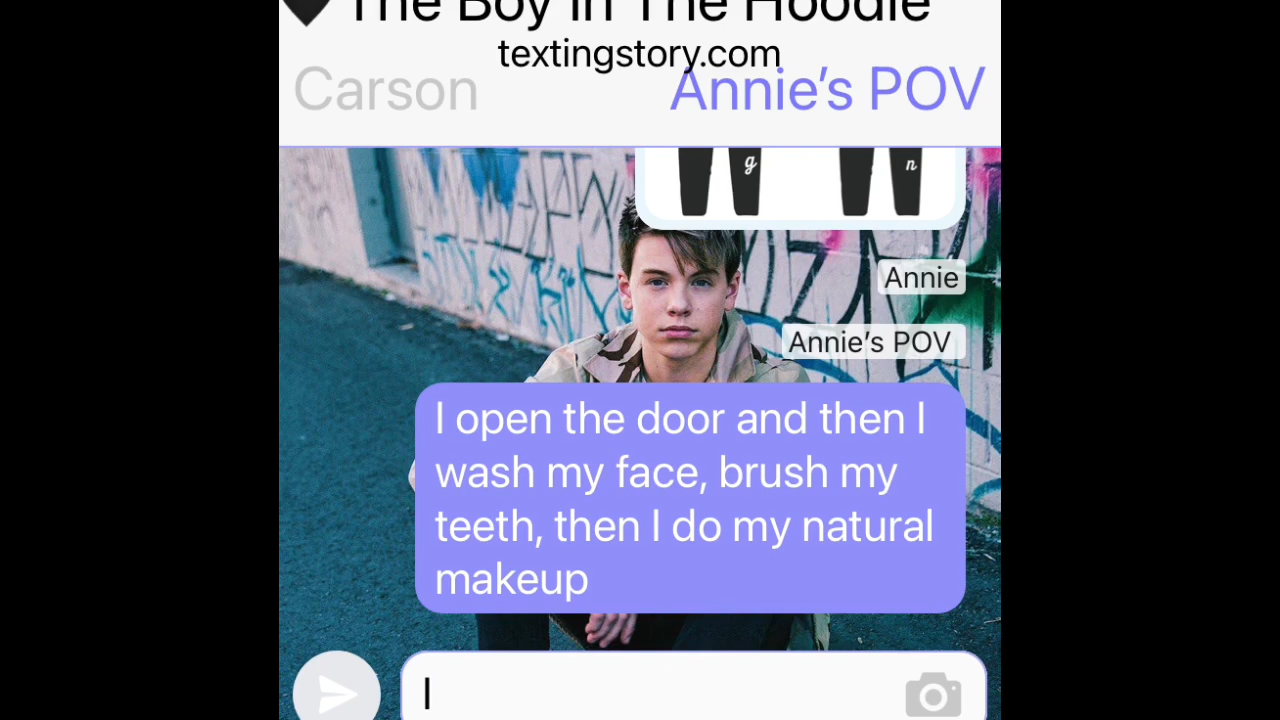 🖤 The Boy In The Hoodie
textingstory.com
Carson
Annie’s POV
g
n
Annie
Annie’s POV
I open the door and then I
wash my face, brush my
teeth, then I do my natural
makeup